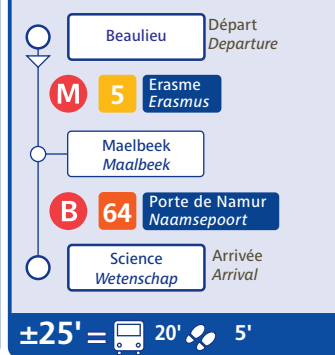 Beaulieu
Départ
Departure
M 5 Erasme
Erasmus
Maelbeek
Maalbeek
B 64 Porte de Namur
Naamsepoort
Science
Wetenschap
Arrivée
Arrival
±25' = 20' 5'